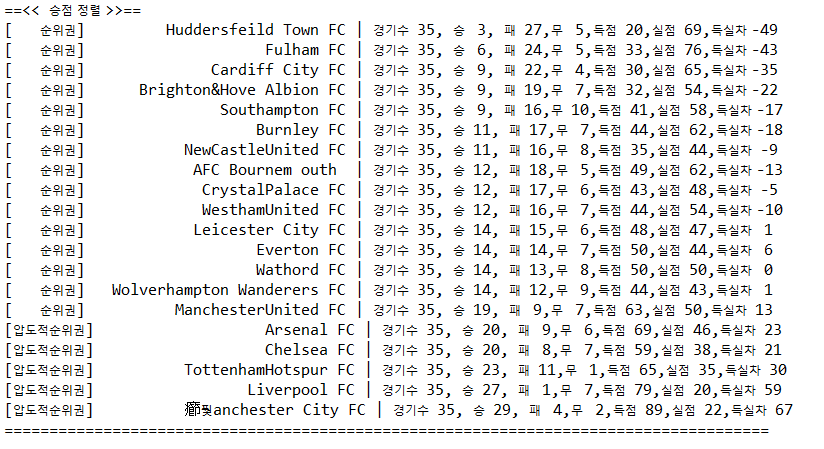 ==<< 승점 정렬 >>==
[   순위권]         Huddersfeild Town FC | 경기수 35, 승  3, 패 27,무  5,득점 20,실점 69,득실차 -49
[   순위권]                    Fulham FC | 경기수 35, 승  6, 패 24,무  5,득점 33,실점 76,득실차 -43
[   순위권]              Cardiff City FC | 경기수 35, 승  9, 패 22,무  4,득점 30,실점 65,득실차 -35
[   순위권]      Brighton&Hove Albion FC | 경기수 35, 승  9, 패 19,무  7,득점 32,실점 54,득실차 -22
[   순위권]               Southampton FC | 경기수 35, 승  9, 패 16,무 10,득점 41,실점 58,득실차 -17
[   순위권]                   Burnley FC | 경기수 35, 승 11, 패 17,무  7,득점 44,실점 62,득실차 -18
[   순위권]           NewCastleUnited FC | 경기수 35, 승 11, 패 16,무  8,득점 35,실점 44,득실차  -9
[   순위권]            AFC Bournem outh  | 경기수 35, 승 12, 패 18,무  5,득점 49,실점 62,득실차 -13
[   순위권]             CrystalPalace FC | 경기수 35, 승 12, 패 17,무  6,득점 43,실점 48,득실차  -5
[   순위권]             WesthamUnited FC | 경기수 35, 승 12, 패 16,무  7,득점 44,실점 54,득실차 -10
[   순위권]            Leicester City FC | 경기수 35, 승 14, 패 15,무  6,득점 48,실점 47,득실차  1
[   순위권]                   Everton FC | 경기수 35, 승 14, 패 14,무  7,득점 50,실점 44,득실차  6
[   순위권]                   Wathord FC | 경기수 35, 승 14, 패 13,무  8,득점 50,실점 50,득실차  0
[   순위권]   Wolverhampton Wanderers FC | 경기수 35, 승 14, 패 12,무  9,득점 44,실점 43,득실차  1
[   순위권]          ManchesterUnited FC | 경기수 35, 승 19, 패  9,무  7,득점 63,실점 50,득실차 13
[압도적순위권]                   Arsenal FC | 경기수 35, 승 20, 패  9,무  6,득점 69,실점 46,득실차 23
[압도적순위권]                   Chelsea FC | 경기수 35, 승 20, 패  8,무  7,득점 59,실점 38,득실차 21
[압도적순위권]          TottenhamHotspur FC | 경기수 35, 승 23, 패 11,무  1,득점 65,실점 35,득실차 30
[압도적순위권]                 Liverpool FC | 경기수 35, 승 27, 패  1,무  7,득점 79,실점 20,득실차 59
[압도적순위권]          City FC | 경기수 35, 승 29, 패  4,무  2,득점 89,실점 22,득실차 67
=====================================================================================